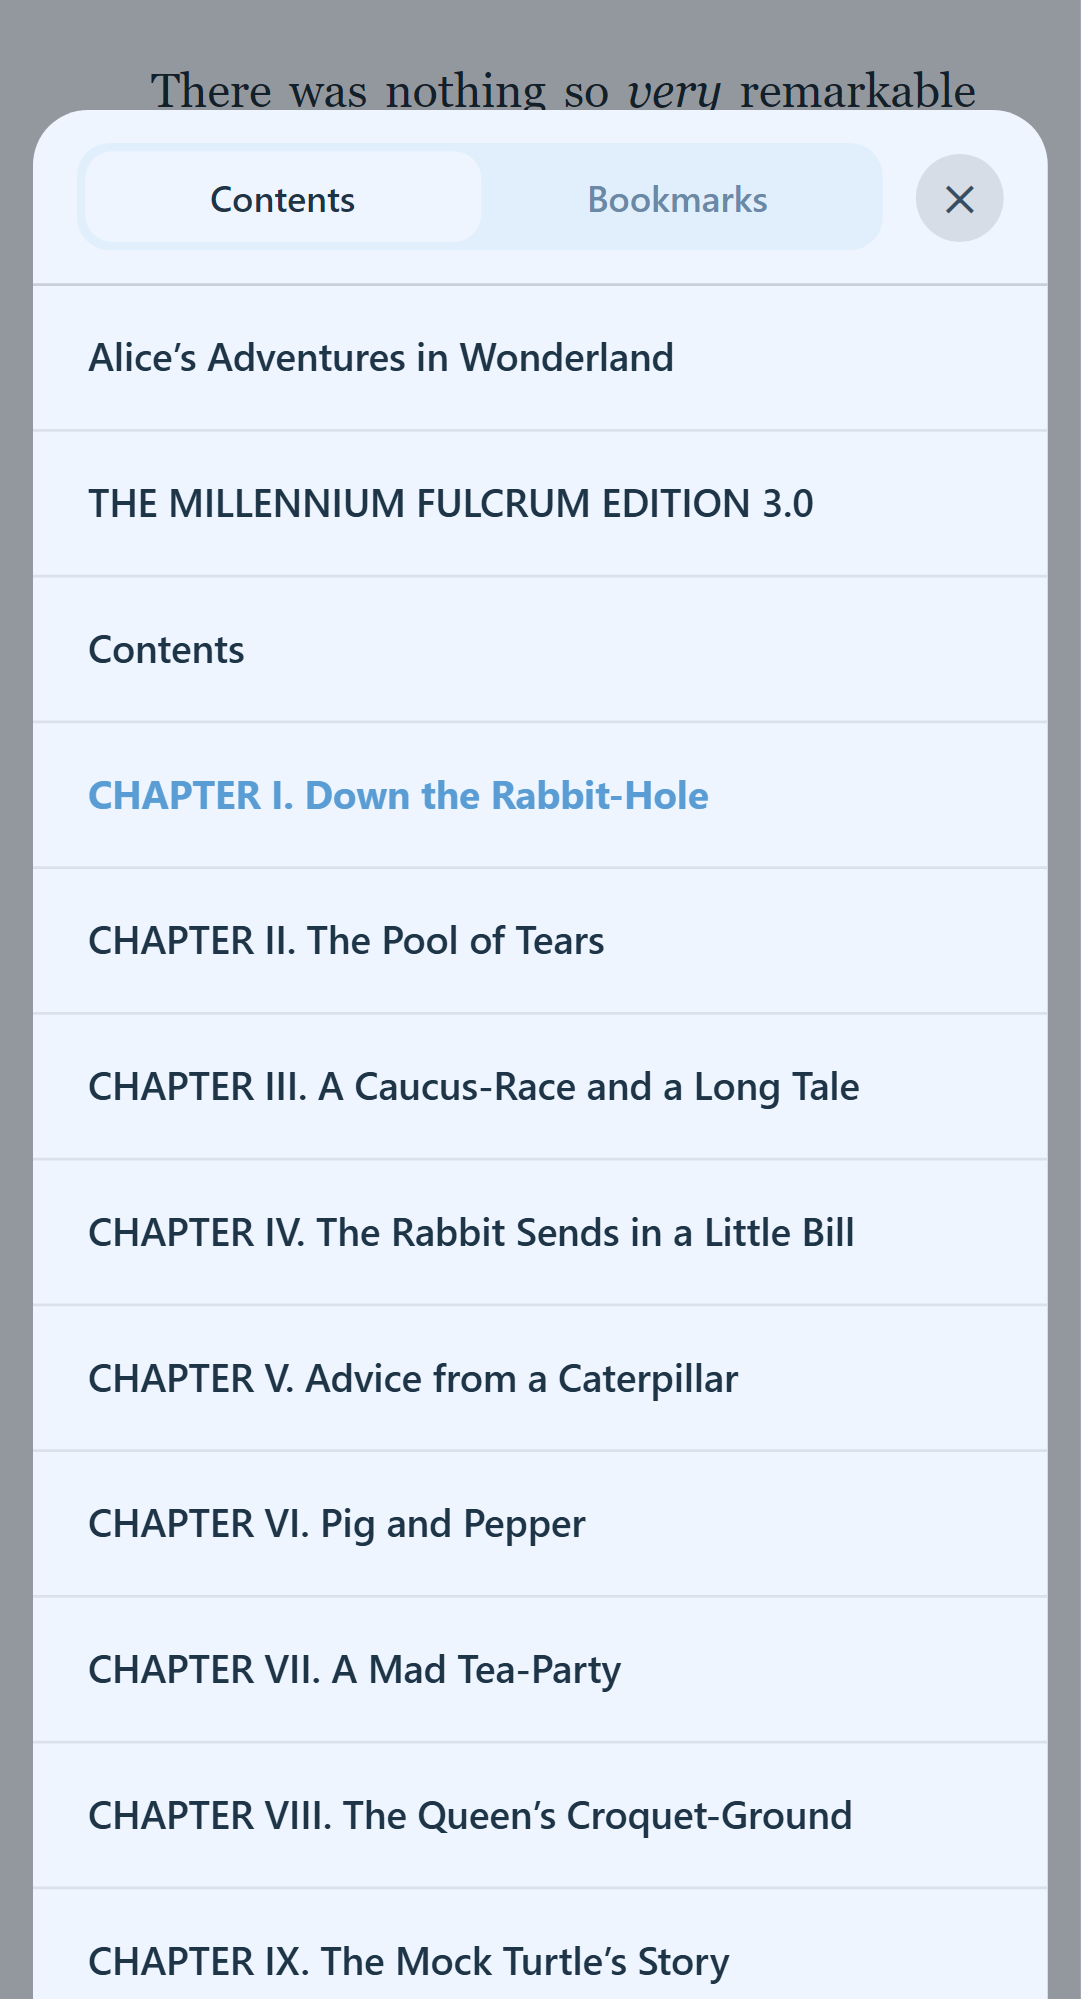 There was nothing so very remarkable
Contents
Bookmarks
Alice’s Adventures in Wonderland
THE MILLENNIUM FULCRUM EDITION 3.0
Contents
CHAPTER I. Down the Rabbit-Hole
CHAPTER II. The Pool of Tears
CHAPTER III. A Caucus-Race and a Long Tale
CHAPTER IV. The Rabbit Sends in a Little Bill
CHAPTER V. Advice from a Caterpillar
CHAPTER VI. Pig and Pepper
CHAPTER VII. A Mad Tea-Party
CHAPTER VIII. The Queen’s Croquet-Ground
CHAPTER IX. The Mock Turtle’s Story